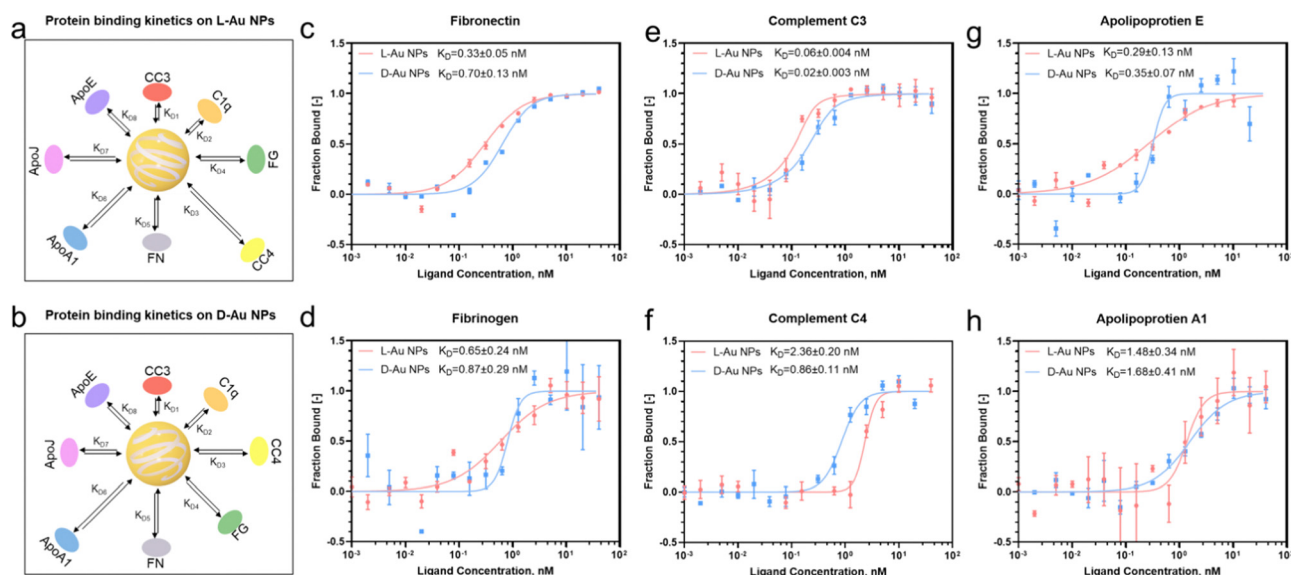 a
Protein binding kinetics on L-Au NPs
CC3
C1q
FG
CC4
FN
ApoA1
ApoJ
ApoE
KD1
KD2
KD4
KD3
KD5
KD6
KD7
KD8
b
Protein binding kinetics on D-Au NPs
CC3
C1q
CC4
FG
FN
ApoA1
ApoJ
ApoE
KD1
KD2
KD3
KD4
KD5
KD6
KD7
KD8
c
Fibronectin
L-Au NPs KD=0.33±0.05 nM
D-Au NPs KD=0.70±0.13 nM
Fraction Bound [-]
1.5
1.0
0.5
0.0
-0.5
10-3 10-2 10-1 100 101 102
Ligand Concentration, nM
d
Fibrinogen
L-Au NPs KD=0.65±0.24 nM
D-Au NPs KD=0.87±0.29 nM
Fraction Bound [-]
1.5
1.0
0.5
0.0
-0.5
10-3 10-2 10-1 100 101 102
Ligand Concentration, nM
e
Complement C3
L-Au NPs KD=0.06±0.004 nM
D-Au NPs KD=0.02±0.003 nM
Fraction Bound [-]
1.5
1.0
0.5
0.0
-0.5
10-3 10-2 10-1 100 101 102
Ligand Concentration, nM
f
Complement C4
L-Au NPs KD=2.36±0.20 nM
D-Au NPs KD=0.86±0.11 nM
Fraction Bound [-]
1.5
1.0
0.5
0.0
-0.5
10-3 10-2 10-1 100 101 102
Ligand Concentration, nM
g
Apolipoprotien E
L-Au NPs KD=0.29±0.13 nM
D-Au NPs KD=0.35±0.07 nM
Fraction Bound [-]
1.5
1.0
0.5
0.0
-0.5
10-3 10-2 10-1 100 101 102
Ligand Concentration, nM
h
Apolipoprotien A1
L-Au NPs KD=1.48±0.34 nM
D-Au NPs KD=1.68±0.41 nM
Fraction Bound [-]
1.5
1.0
0.5
0.0
-0.5
10-3 10-2 10-1 100 101 102
Ligand Concentration, nM